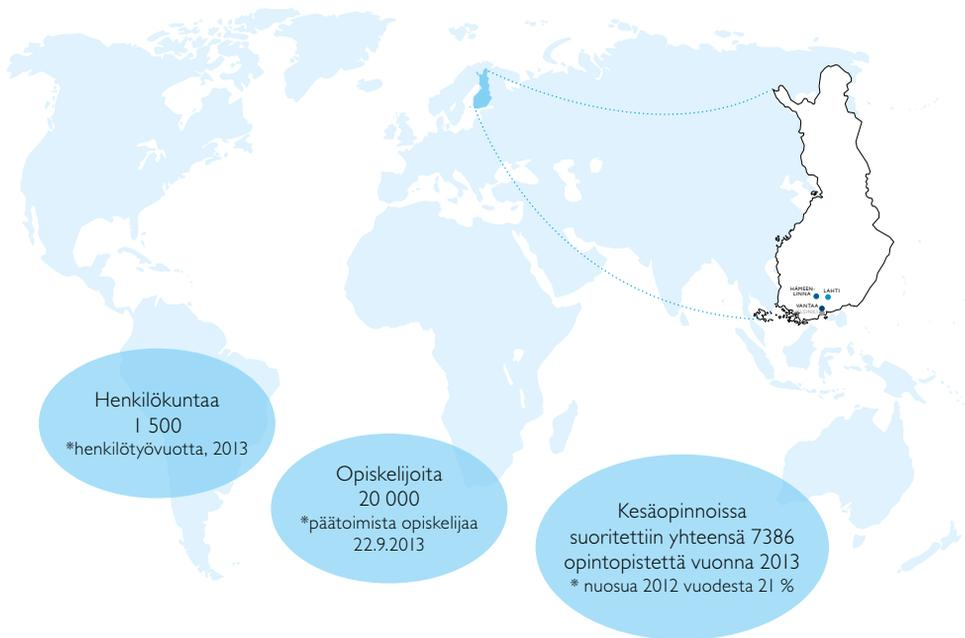 HÄMEEN-
LINNA
LAHTI
VANTAA
Henkilökuntaa
1 500
*henkilötyövuotta, 2013
Opiskelijoita
20 000
*päätoimista opiskelijaa
22.9.2013
Kesäopinnoissa
suoritettiin yhteensä 7386
opintopistettä vuonna 2013
* nuosua 2012 vuodesta 21 %